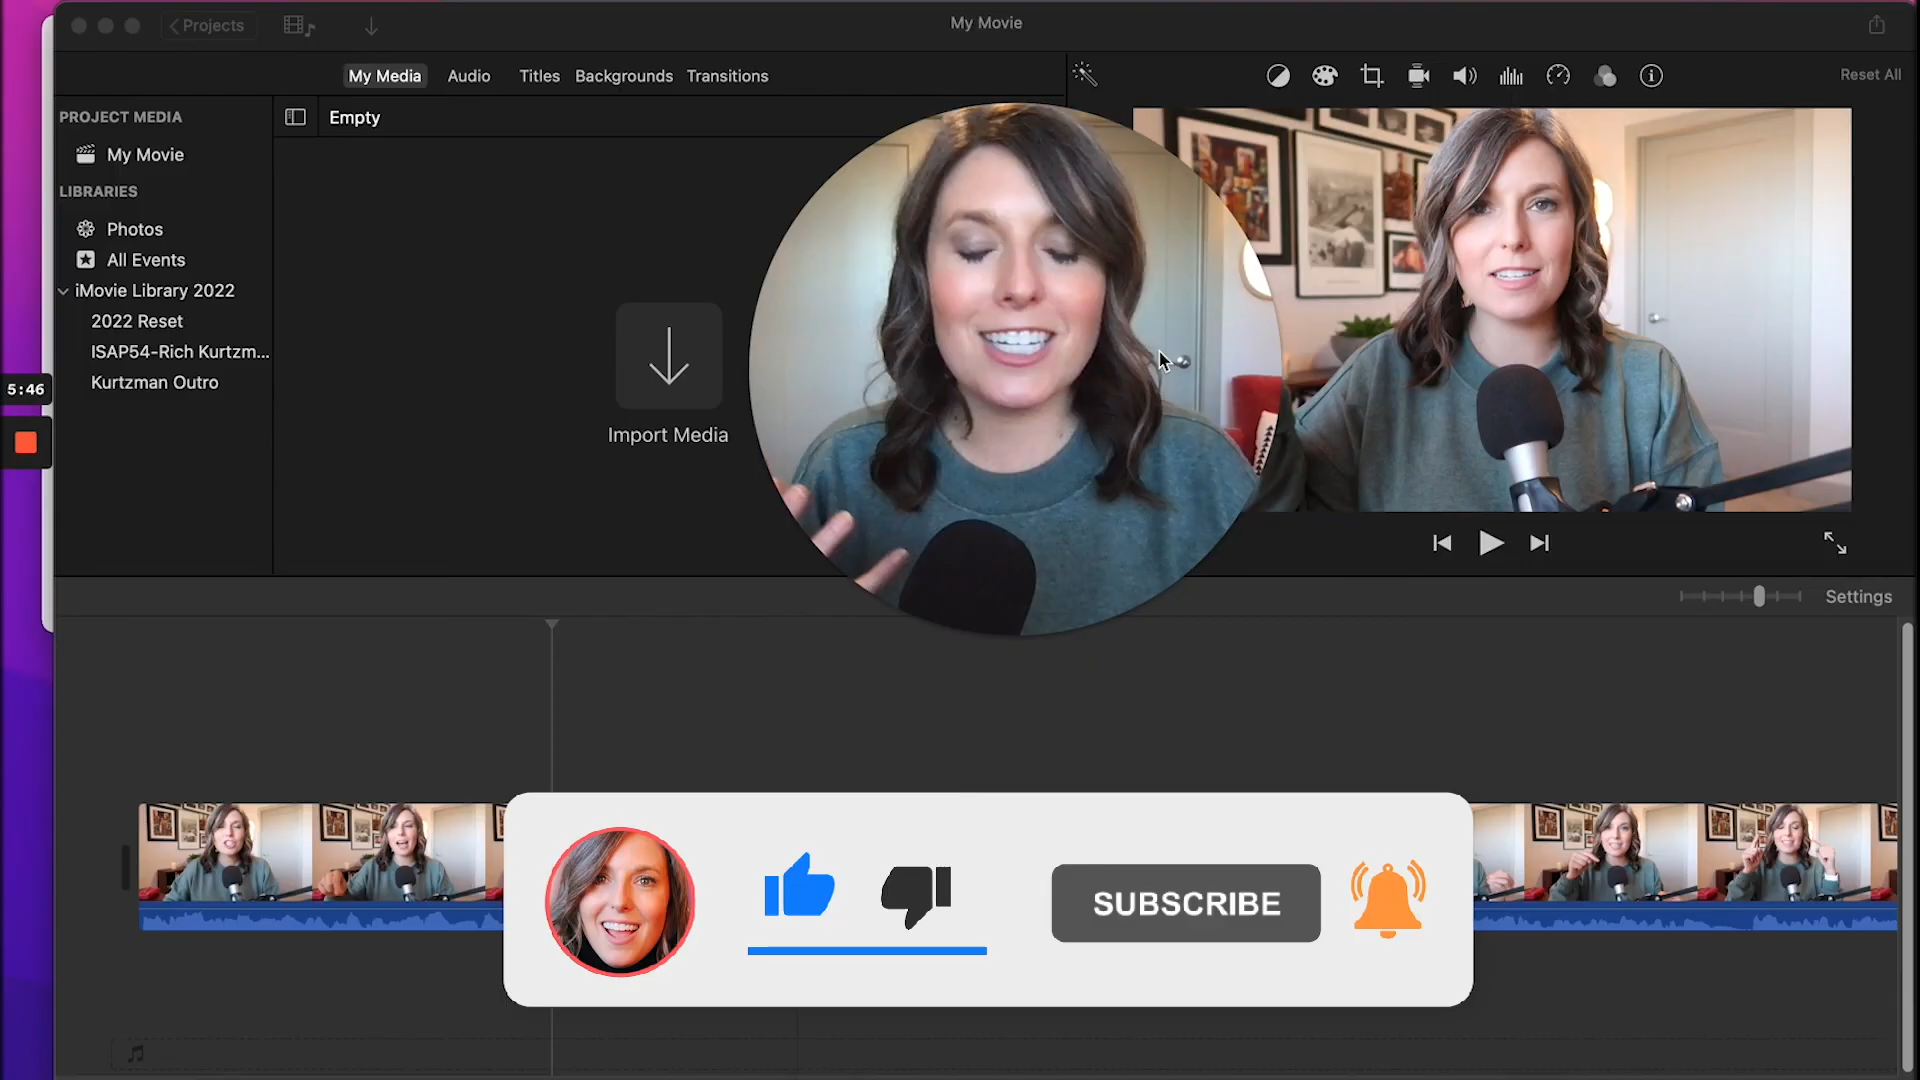 Projects
My Movie
My Media
Audio
Titles
Backgrounds
Transitions
Reset All
PROJECT MEDIA
My Movie
LIBRARIES
Photos
All Events
iMovie Library 2022
2022 Reset
ISAP54-Rich Kurtzm...
Kurtzman Outro
Empty
Import Media
5:46
Settings
SUBSCRIBE